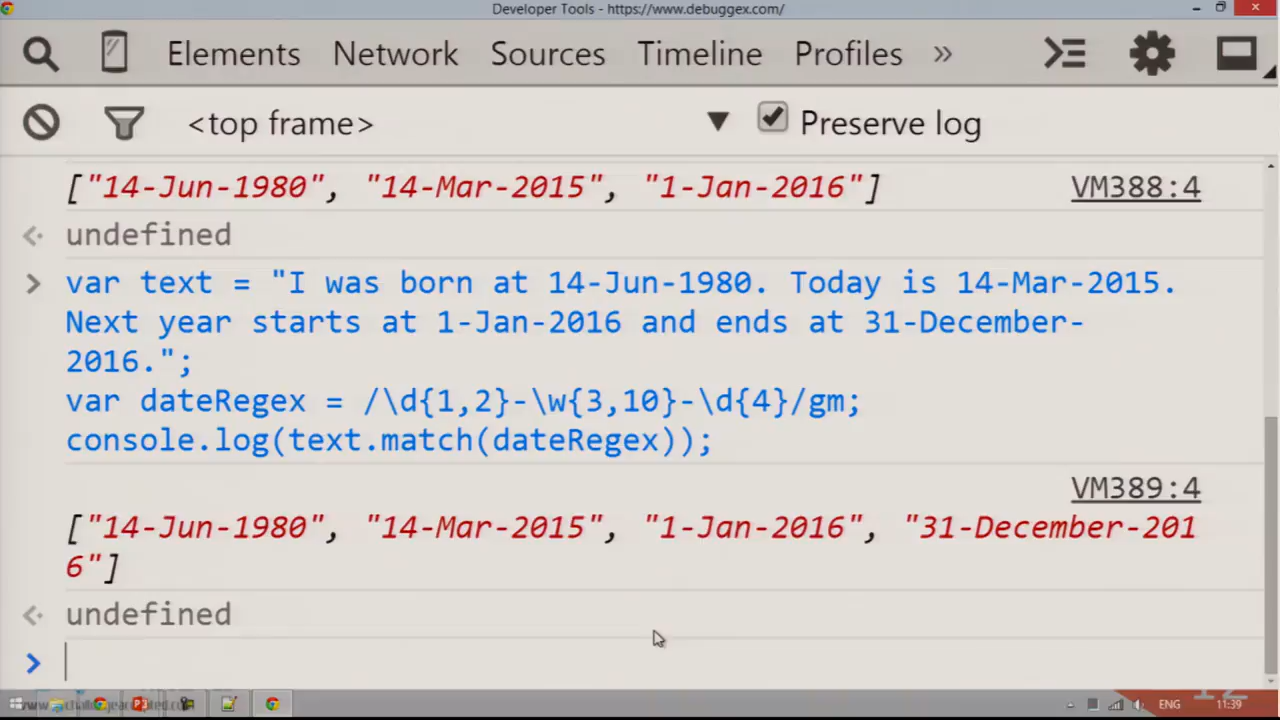 Developer Tools - https://www.debuggex.com/
Elements Network Sources Timeline Profiles »
<top frame> Preserve log
["14-Jun-1980", "14-Mar-2015", "1-Jan-2016"] VM388:4
undefined
var text = "I was born at 14-Jun-1980. Today is 14-Mar-2015.
Next year starts at 1-Jan-2016 and ends at 31-December-
2016.";
var dateRegex = /\d{1,2}-\w{3,10}-\d{4}/gm;
console.log(text.match(dateRegex));
VM389:4
["14-Jun-1980", "14-Mar-2015", "1-Jan-2016", "31-December-201
6"]
undefined
ENG 11:39